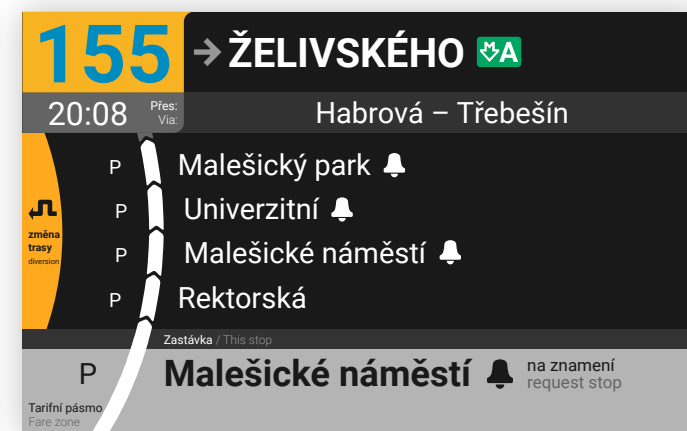 155 → ŽELIVSKÉHO A
20:08 Přes: Habrová – Třebešín
Via:
P Malešický park
P Univerzitní
P Malešické náměstí
P Rektorská
změna
trasy
diversion
Zastávka / This stop
P Malešické náměstí na znamení
request stop
Tarifní pásmo
Fare zone